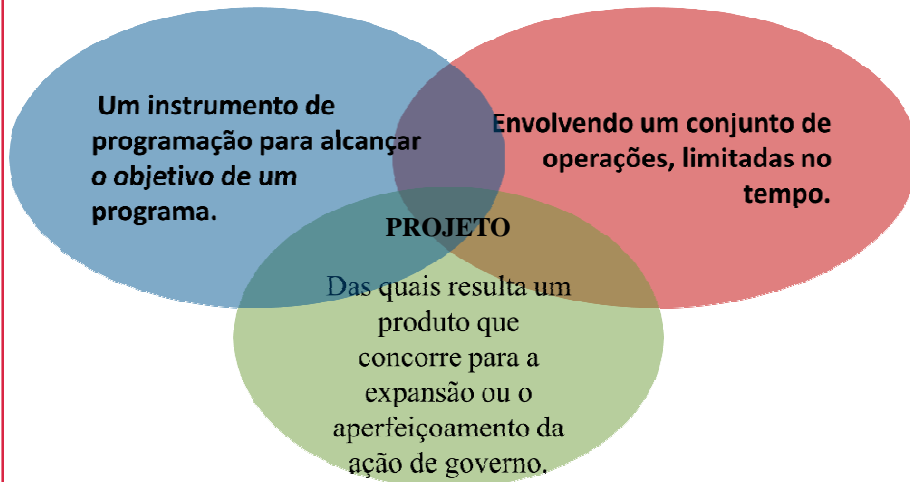 Um instrumento de
programação para alcançar
o objetivo de um
programa.
Envolvendo um conjunto de
operações, limitadas no
tempo.
PROJETO
Das quais resulta um
produto que
concorre para a
expansão ou o
aperfeiçoamento da
ação de governo.